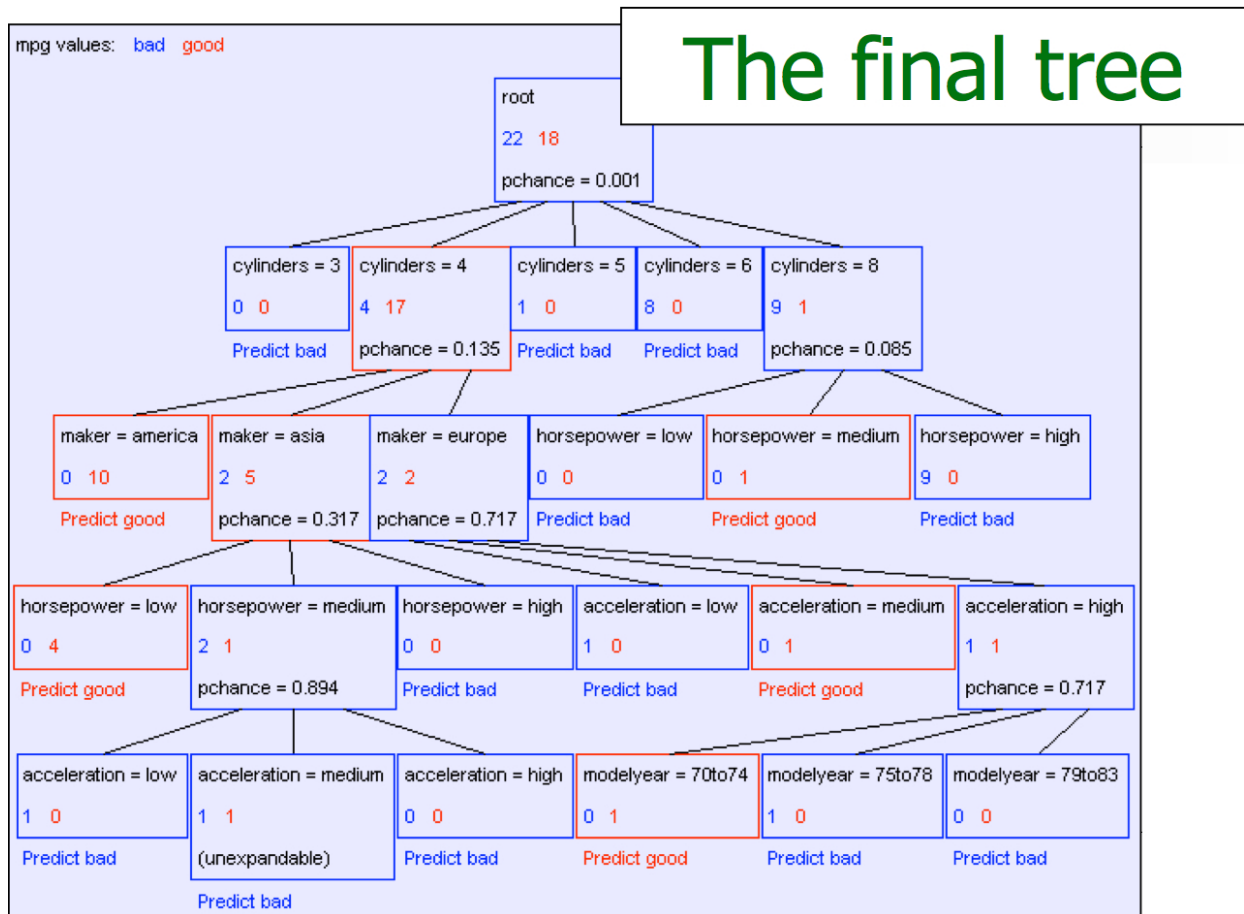 The final tree
mpg values: bad good
root
22 18
pchance = 0.001
cylinders = 3 cylinders = 4 cylinders = 5 cylinders = 6 cylinders = 8
0 0 4 17 1 0 8 0 9 1
Predict bad pchance = 0.135 Predict bad Predict bad pchance = 0.085
maker = america maker = asia maker = europe horsepower = low horsepower = medium horsepower = high
0 10 2 5 2 2 0 0 0 1 9 0
Predict good pchance = 0.317 pchance = 0.717 Predict bad Predict good Predict bad
horsepower = low horsepower = medium horsepower = high acceleration = low acceleration = medium acceleration = high
0 4 2 1 0 0 1 0 0 1 1 1
Predict good pchance = 0.894 Predict bad Predict bad Predict good pchance = 0.717
acceleration = low acceleration = medium acceleration = high modelyear = 70to74 modelyear = 75to78 modelyear = 79to83
1 0 1 1 0 0 0 1 1 0 0 0
Predict bad (unexpandable) Predict bad Predict good Predict bad Predict bad
Predict bad